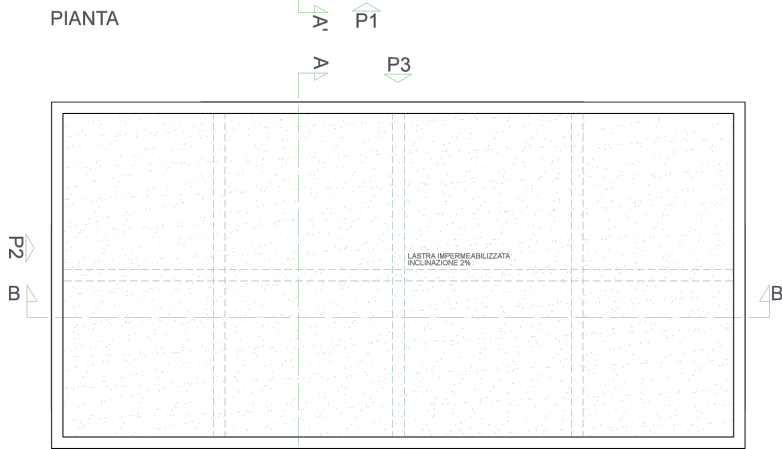 PIANTA
A'
P1
A
P3
P2
LASTRA IMPERMEABILIZZATA
INCLINAZIONE 2%
B
B